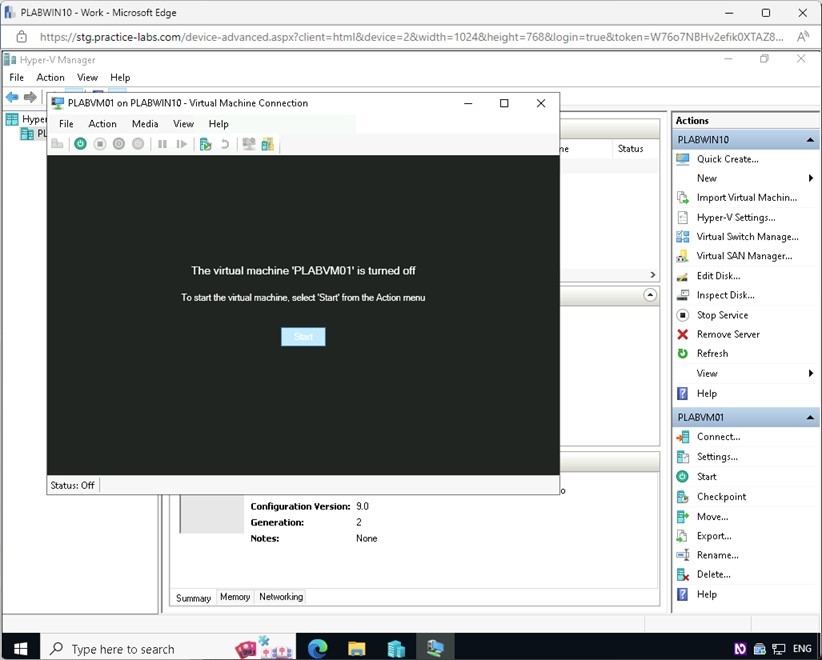 PLABWIN10 - Work - Microsoft Edge
https://stg.practice-labs.com/device-advanced.aspx?client=html&device=2&width=1024&height=768&login=true&token=W76o7NBHv2efik0XTAZ8...
Hyper-V Manager
File Action View Help
Hyper
PL
PLABVM01 on PLABWIN10 - Virtual Machine Connection
File Action Media View Help
The virtual machine 'PLABVM01' is turned off
To start the virtual machine, select 'Start' from the Action menu
Start
Status: Off
me Status
Configuration Version: 9.0
Generation: 2
Notes: None
Summary Memory Networking
Actions
PLABWIN10
Quick Create...
New
Import Virtual Machin...
Hyper-V Settings...
Virtual Switch Manage...
Virtual SAN Manager...
Edit Disk...
Inspect Disk...
Stop Service
Remove Server
Refresh
View
Help
PLABVM01
Connect...
Settings...
Start
Checkpoint
Move...
Export...
Rename...
Delete...
Help
Type here to search
ENG